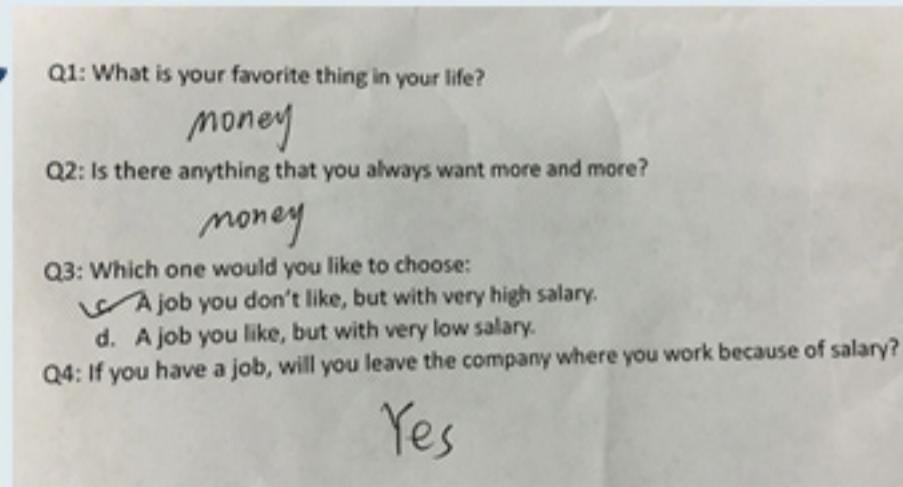 Q1: What is your favorite thing in your life?
money
Q2: Is there anything that you always want more and more?
money
Q3: Which one would you like to choose:
c. A job you don't like, but with very high salary.
d. A job you like, but with very low salary.
Q4: If you have a job, will you leave the company where you work because of salary?
Yes